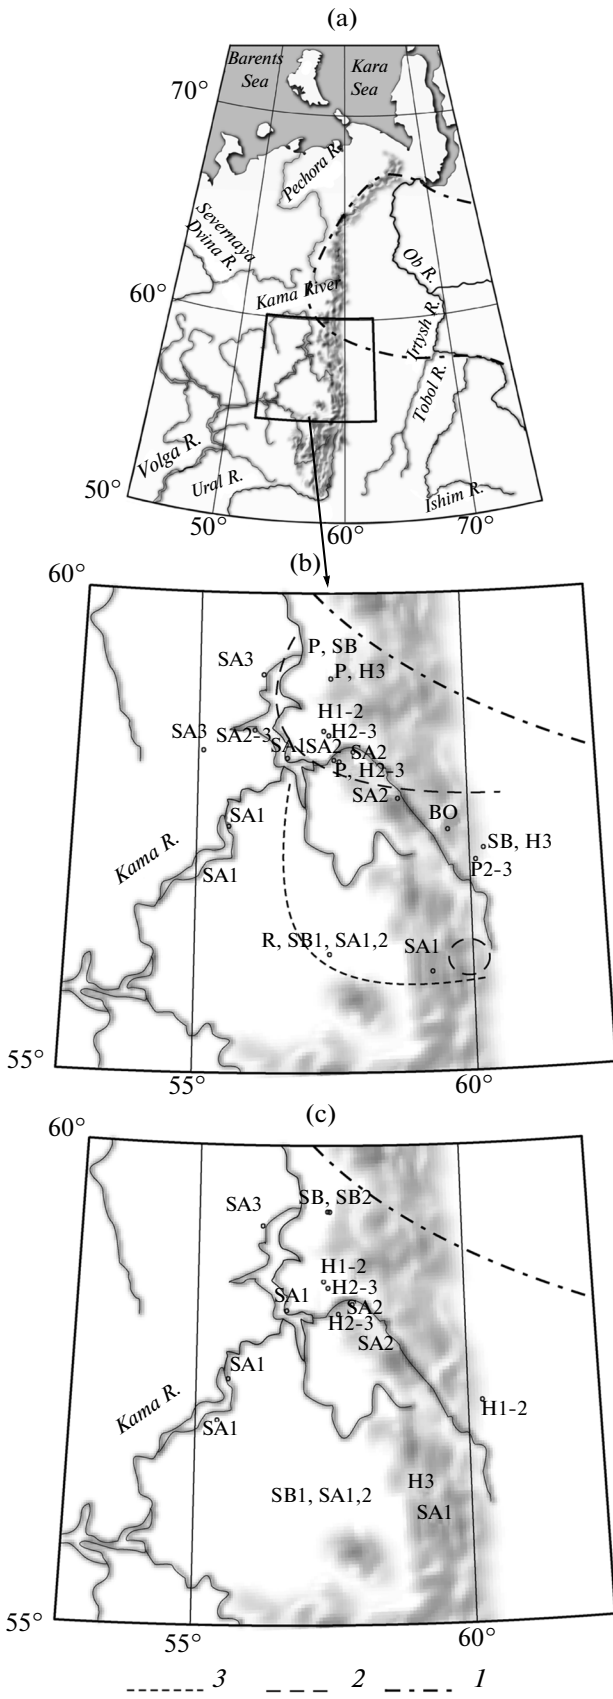 (a)
Barents
Sea
Kara
Sea
70°
Pechora R.
Severnaya
Dvina R.
Ob R.
60°
Kama River
Irtysh R.
Tobol R.
Volga R.
Ural R.
Ishim R.
50°
50°
60°
70°
(b)
60°
P, SB
SA3
P, H3
H1-2
SA3
SA2-3
H2-3
SA1
SA2
SA2
P, H2-3
SA2
SA1
BO
SB, H3
Kama R.
P2-3
SA1
R, SB1, SA1,2
SA1
55°
55°
60°
(c)
60°
SA3
SB, SB2
H1-2
H2-3
SA1
SA2
H2-3
SA2
SA1
Kama R.
H1-2
SA1
H3
SB1, SA1,2
SA1
55°
55°
60°
3
2
1